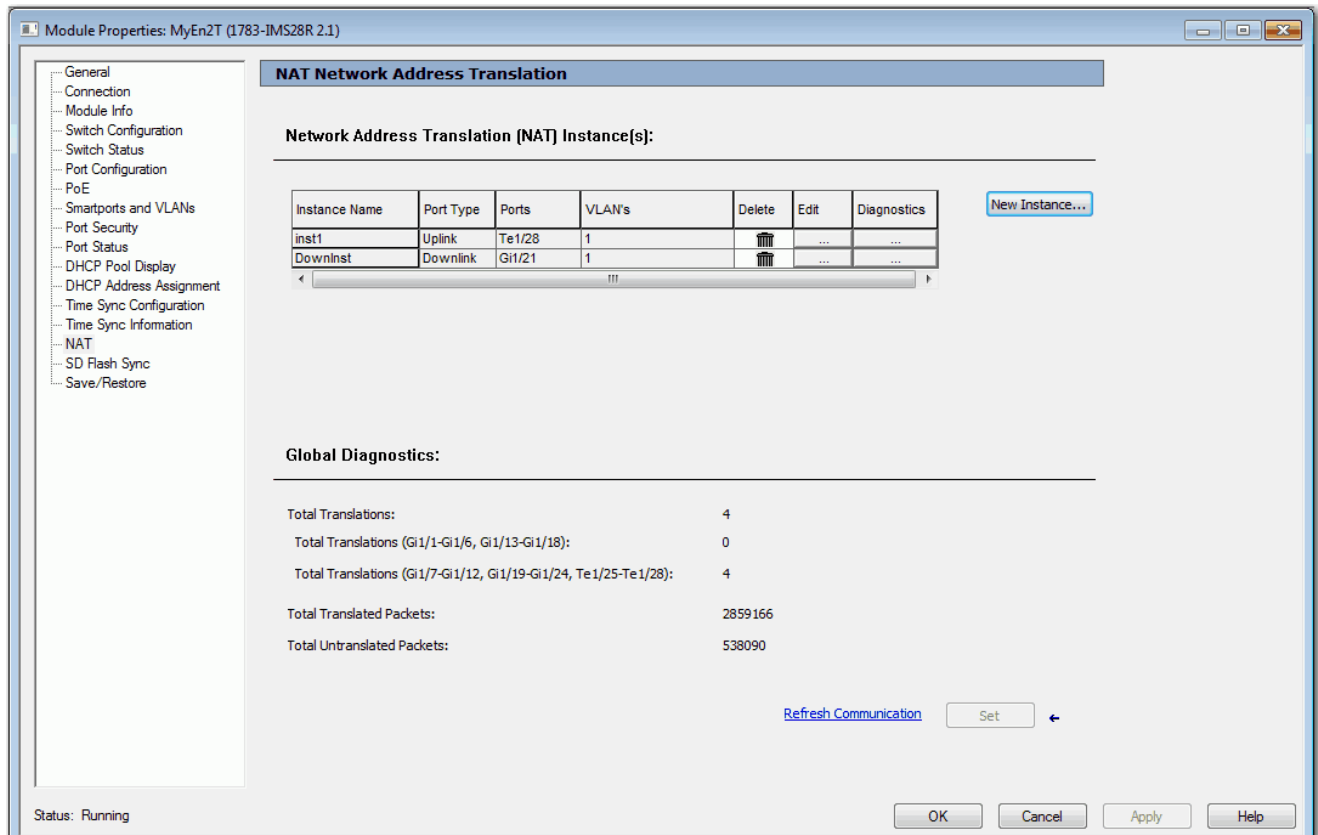 Module Properties: MyEn2T (1783-IMS28R 2.1)
General
Connection
Module Info
Switch Configuration
Switch Status
Port Configuration
PoE
Smartports and VLANs
Port Security
Port Status
DHCP Pool Display
DHCP Address Assignment
Time Sync Configuration
Time Sync Information
NAT
SD Flash Sync
Save/Restore
NAT Network Address Translation
Network Address Translation (NAT) Instance(s):
Instance Name Port Type Ports VLAN's Delete Edit Diagnostics
inst1 Uplink Te1/28 1 ... ...
DownInst Downlink Gi1/21 1 ... ...
New Instance...
Global Diagnostics:
Total Translations: 4
Total Translations (Gi1/1-Gi1/6, Gi1/13-Gi1/18): 0
Total Translations (Gi1/7-Gi1/12, Gi1/19-Gi1/24, Te1/25-Te1/28): 4
Total Translated Packets: 2859166
Total Untranslated Packets: 538090
Refresh Communication Set
Status: Running
OK Cancel Apply Help